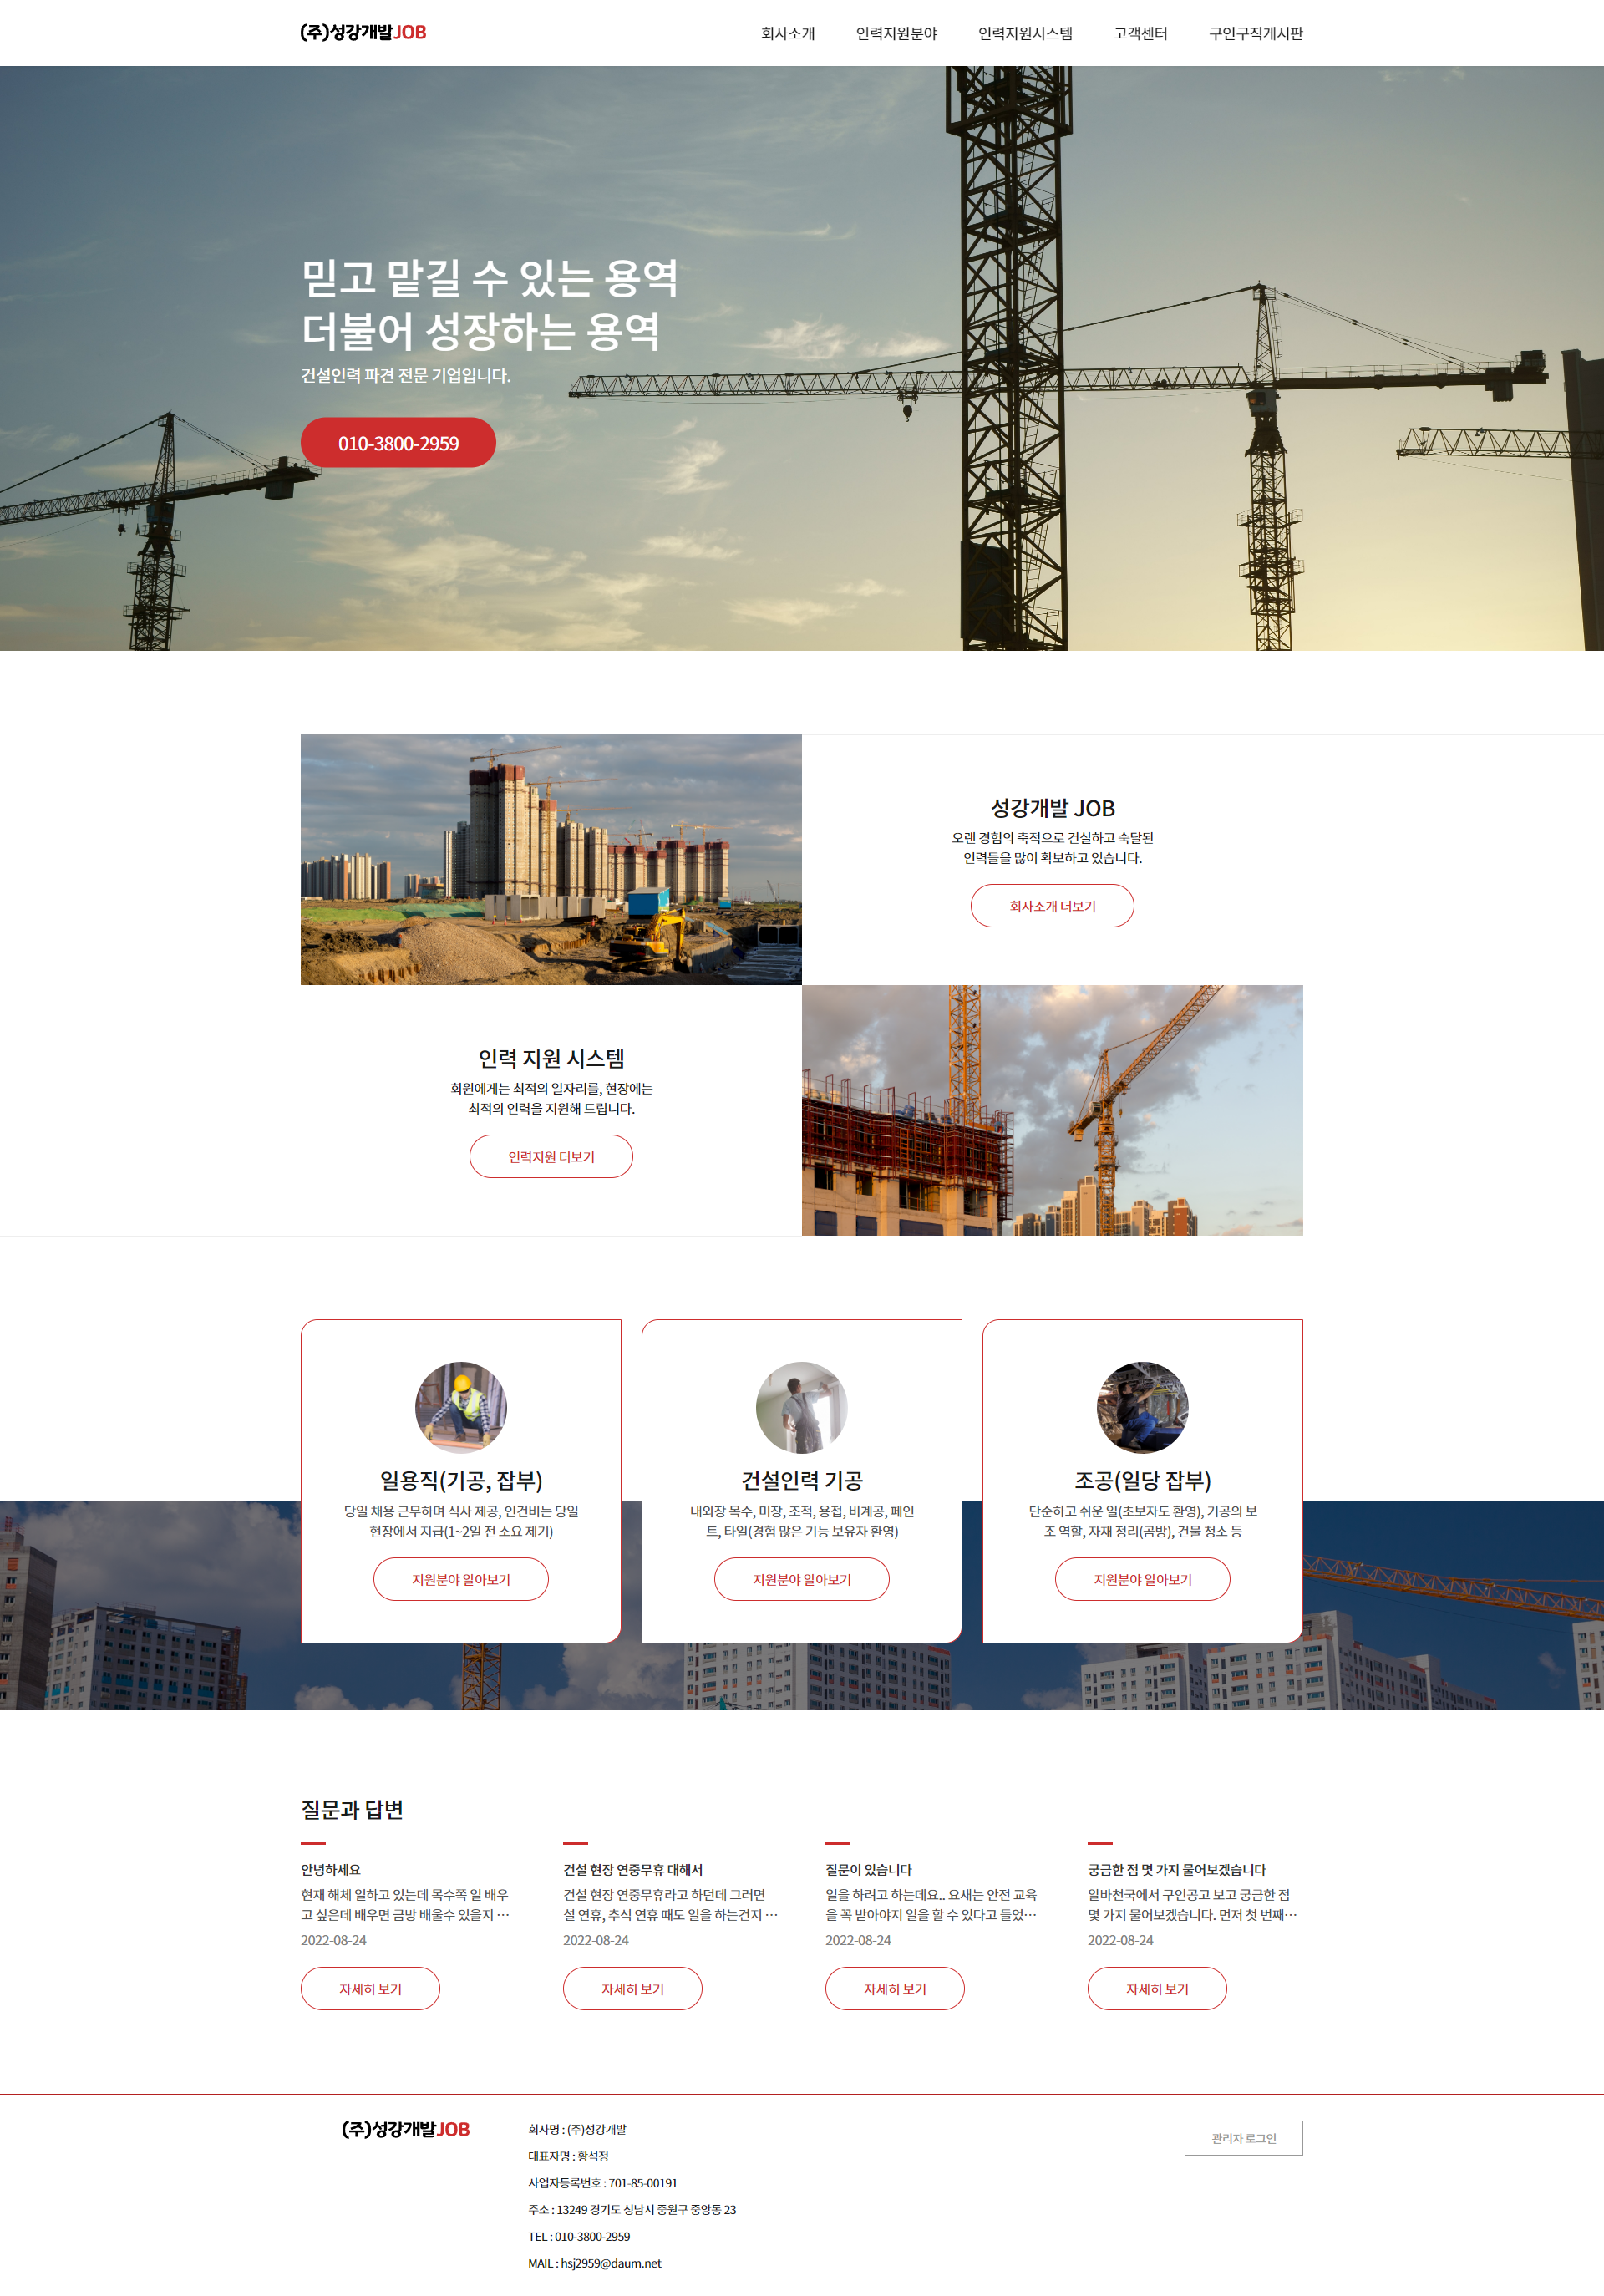 (주)성강개발JOB
회사소개 인력지원분야 인력지원시스템 고객센터 구인구직게시판
믿고 맡길 수 있는 용역
더불어 성장하는 용역
건설인력 파견 전문 기업입니다.
010-3800-2959
성강개발 JOB
오랜 경험의 축적으로 건실하고 숙달된
인력들을 많이 확보하고 있습니다.
회사소개 더보기
인력 지원 시스템
회원에게는 최적의 일자리를, 현장에는
최적의 인력을 지원해 드립니다.
인력지원 더보기
일용직(기공, 잡부)
당일 채용 근무하며 식사 제공, 인건비는 당일
현장에서 지급(1~2일 전 소요 제기)
지원분야 알아보기
건설인력 기공
내외장 목수, 미장, 조적, 용접, 비계공, 페인
트, 타일(경험 많은 기능 보유자 환영)
지원분야 알아보기
조공(일당 잡부)
단순하고 쉬운 일(초보자도 환영), 기공의 보
조 역할, 자재 정리(곰방), 건물 청소 등
지원분야 알아보기
질문과 답변
안녕하세요
현재 해체 일하고 있는데 목수쪽 일 배우
고 싶은데 배우면 금방 배울수 있을지 …
2022-08-24
자세히 보기
건설 현장 연중무휴 대해서
건설 현장 연중무휴라고 하던데 그러면
설 연휴, 추석 연휴 때도 일을 하는건지 …
2022-08-24
자세히 보기
질문이 있습니다
일을 하려고 하는데요.. 요새는 안전 교육
을 꼭 받아야지 일을 할 수 있다고 들었…
2022-08-24
자세히 보기
궁금한 점 몇 가지 물어보겠습니다
알바천국에서 구인공고 보고 궁금한 점
몇 가지 물어보겠습니다. 먼저 첫 번째…
2022-08-24
자세히 보기
(주)성강개발JOB
회사명 : (주)성강개발
대표자명 : 황석정
사업자등록번호 : 701-85-00191
주소 : 13249 경기도 성남시 중원구 중앙동 23
TEL : 010-3800-2959
MAIL : hsj2959@daum.net
관리자 로그인